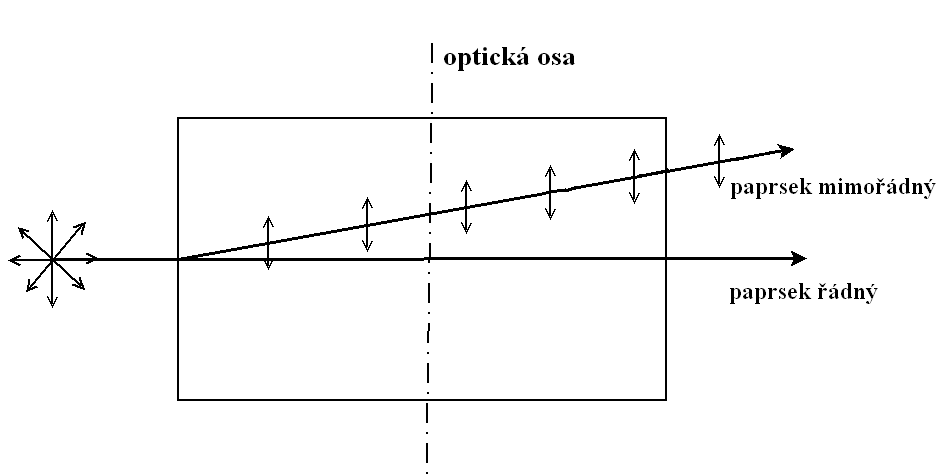 optická osa
paprsek mimořádný
paprsek řádný